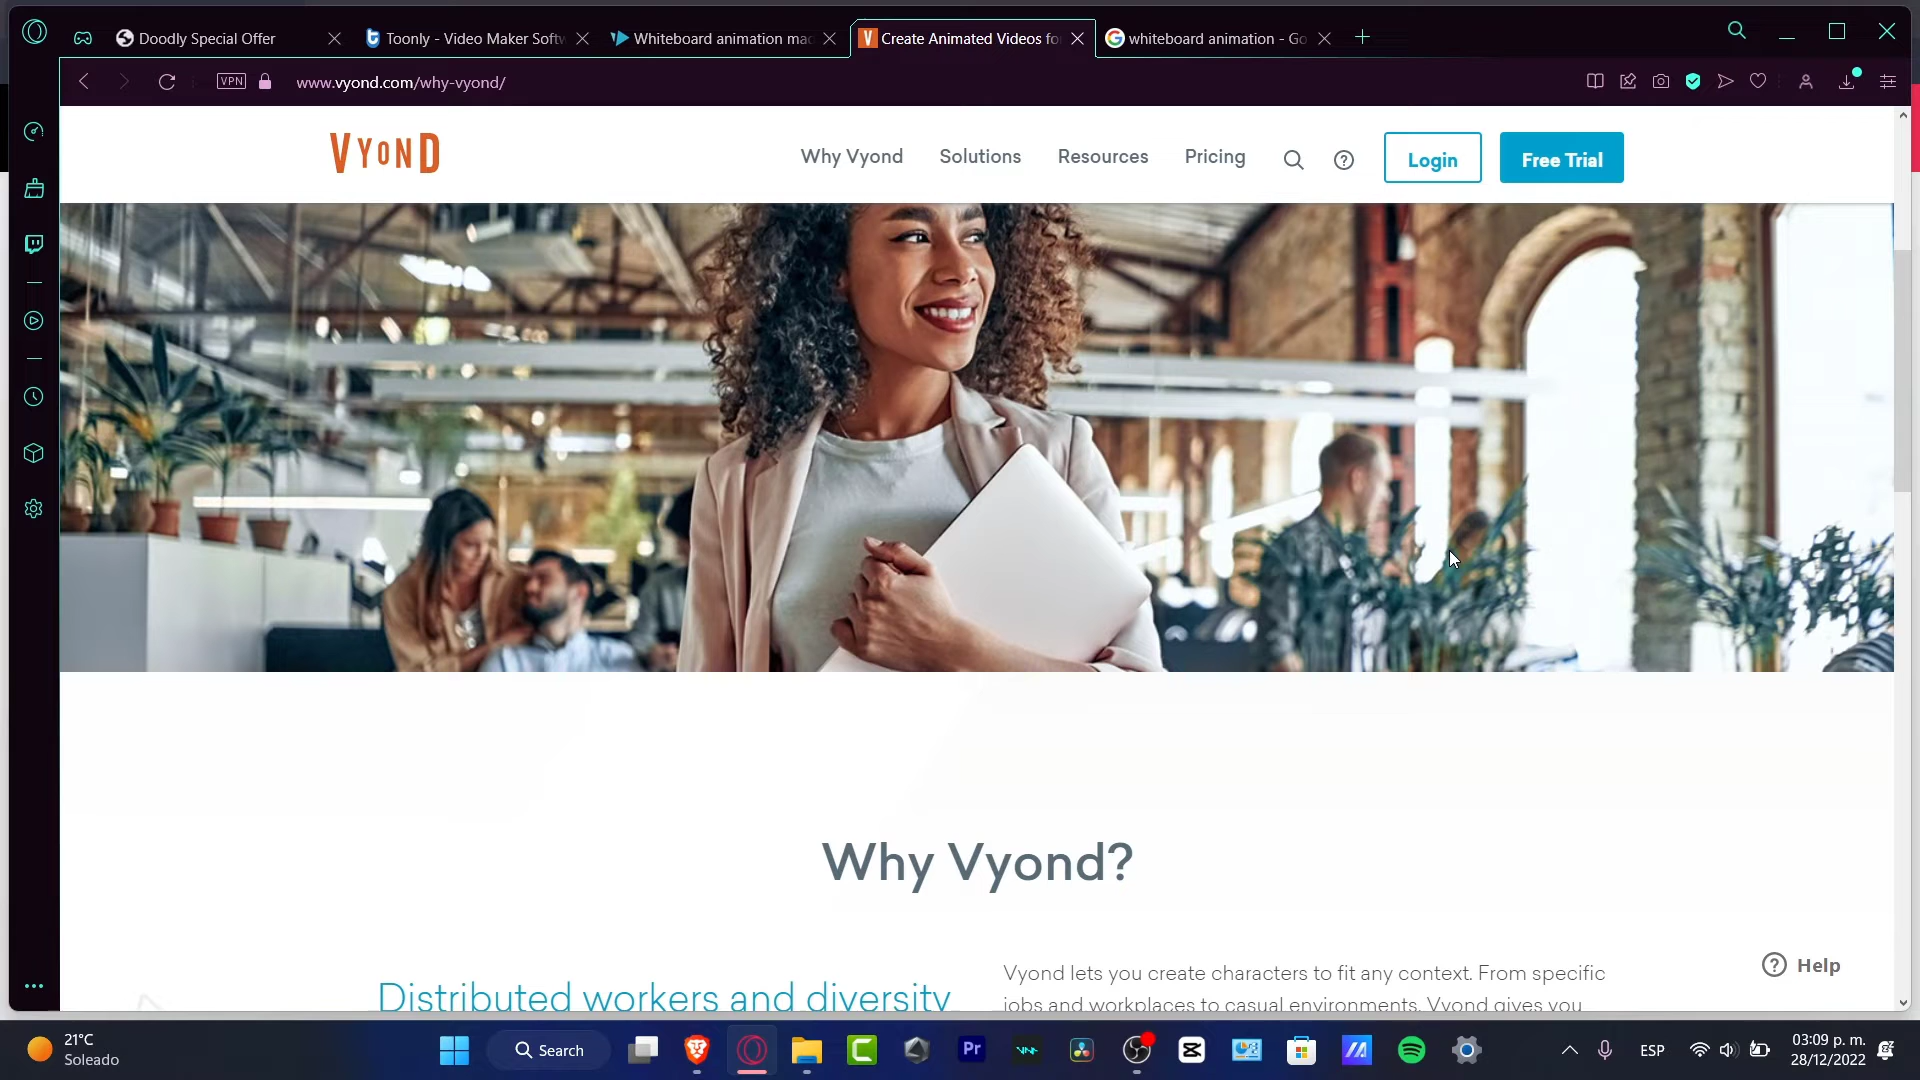 Doodly Special Offer
Toonly - Video Maker Softw
Whiteboard animation mac
Create Animated Videos fo
whiteboard animation - Go
VPN
www.vyond.com/why-vyond/
VYOND
Why Vyond
Solutions
Resources
Pricing
Login
Free Trial
Why Vyond?
Distributed workers and diversity
Vyond lets you create characters to fit any context. From specific
jobs and workplaces to casual environments, Vyond gives you
Help
21°C
Soleado
Search
Pr
ESP
03:09 p. m.
28/12/2022